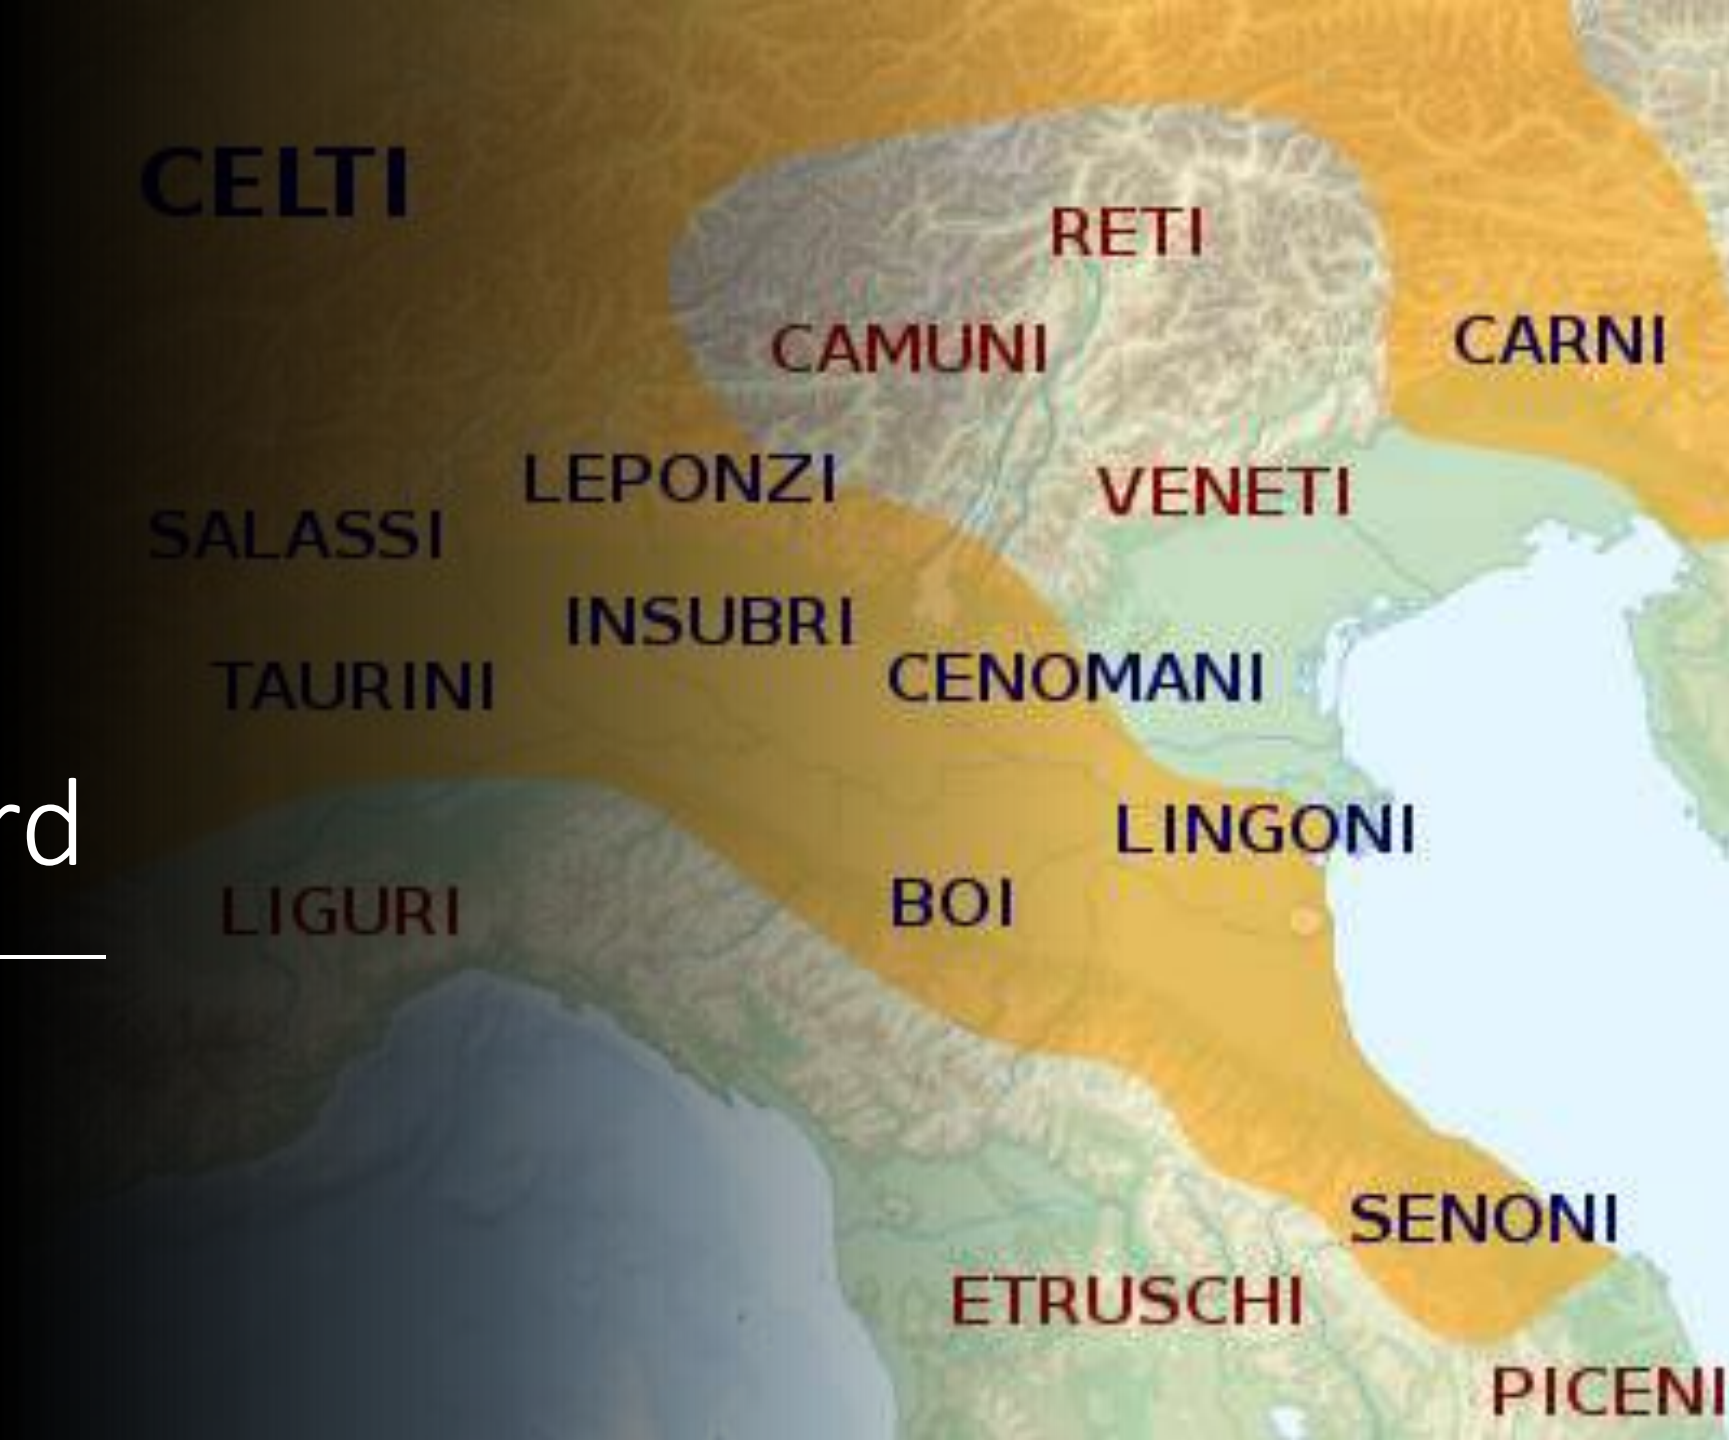 CELTI
RETI
CARNI
CAMUNI
LEPONZI
VENETI
SALASSI
INSUBRI
CENOMANI
TAURINI
rd
LINGONI
BOI
LIGURI
SENONI
ETRUSCHI
PICENI